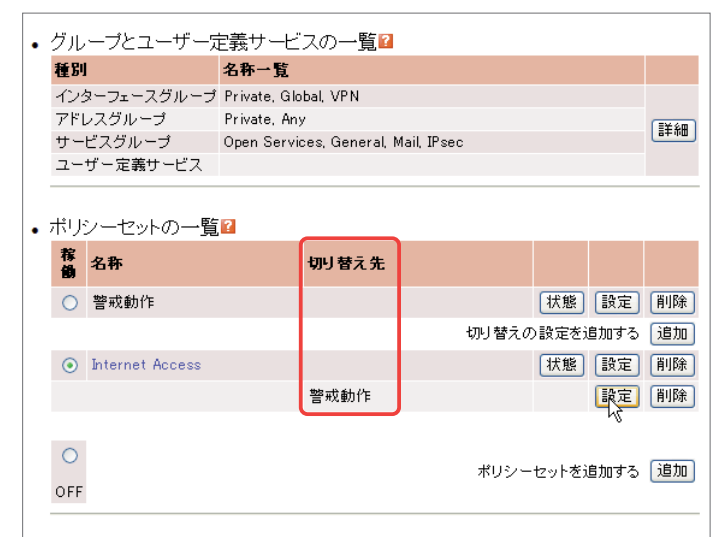 グループとユーザー定義サービスの一覧?
種別 名称一覧
インターフェースグループ Private, Global, VPN
アドレスグループ Private, Any
サービスグループ Open Services, General, Mail, IPsec
詳細
ユーザー定義サービス
ポリシーセットの一覧?
稼働 名称 切り替え先
警戒動作 状態 設定 削除
切り替えの設定を追加する 追加
Internet Access 状態 設定 削除
警戒動作 設定 削除
ポリシーセットを追加する 追加
OFF